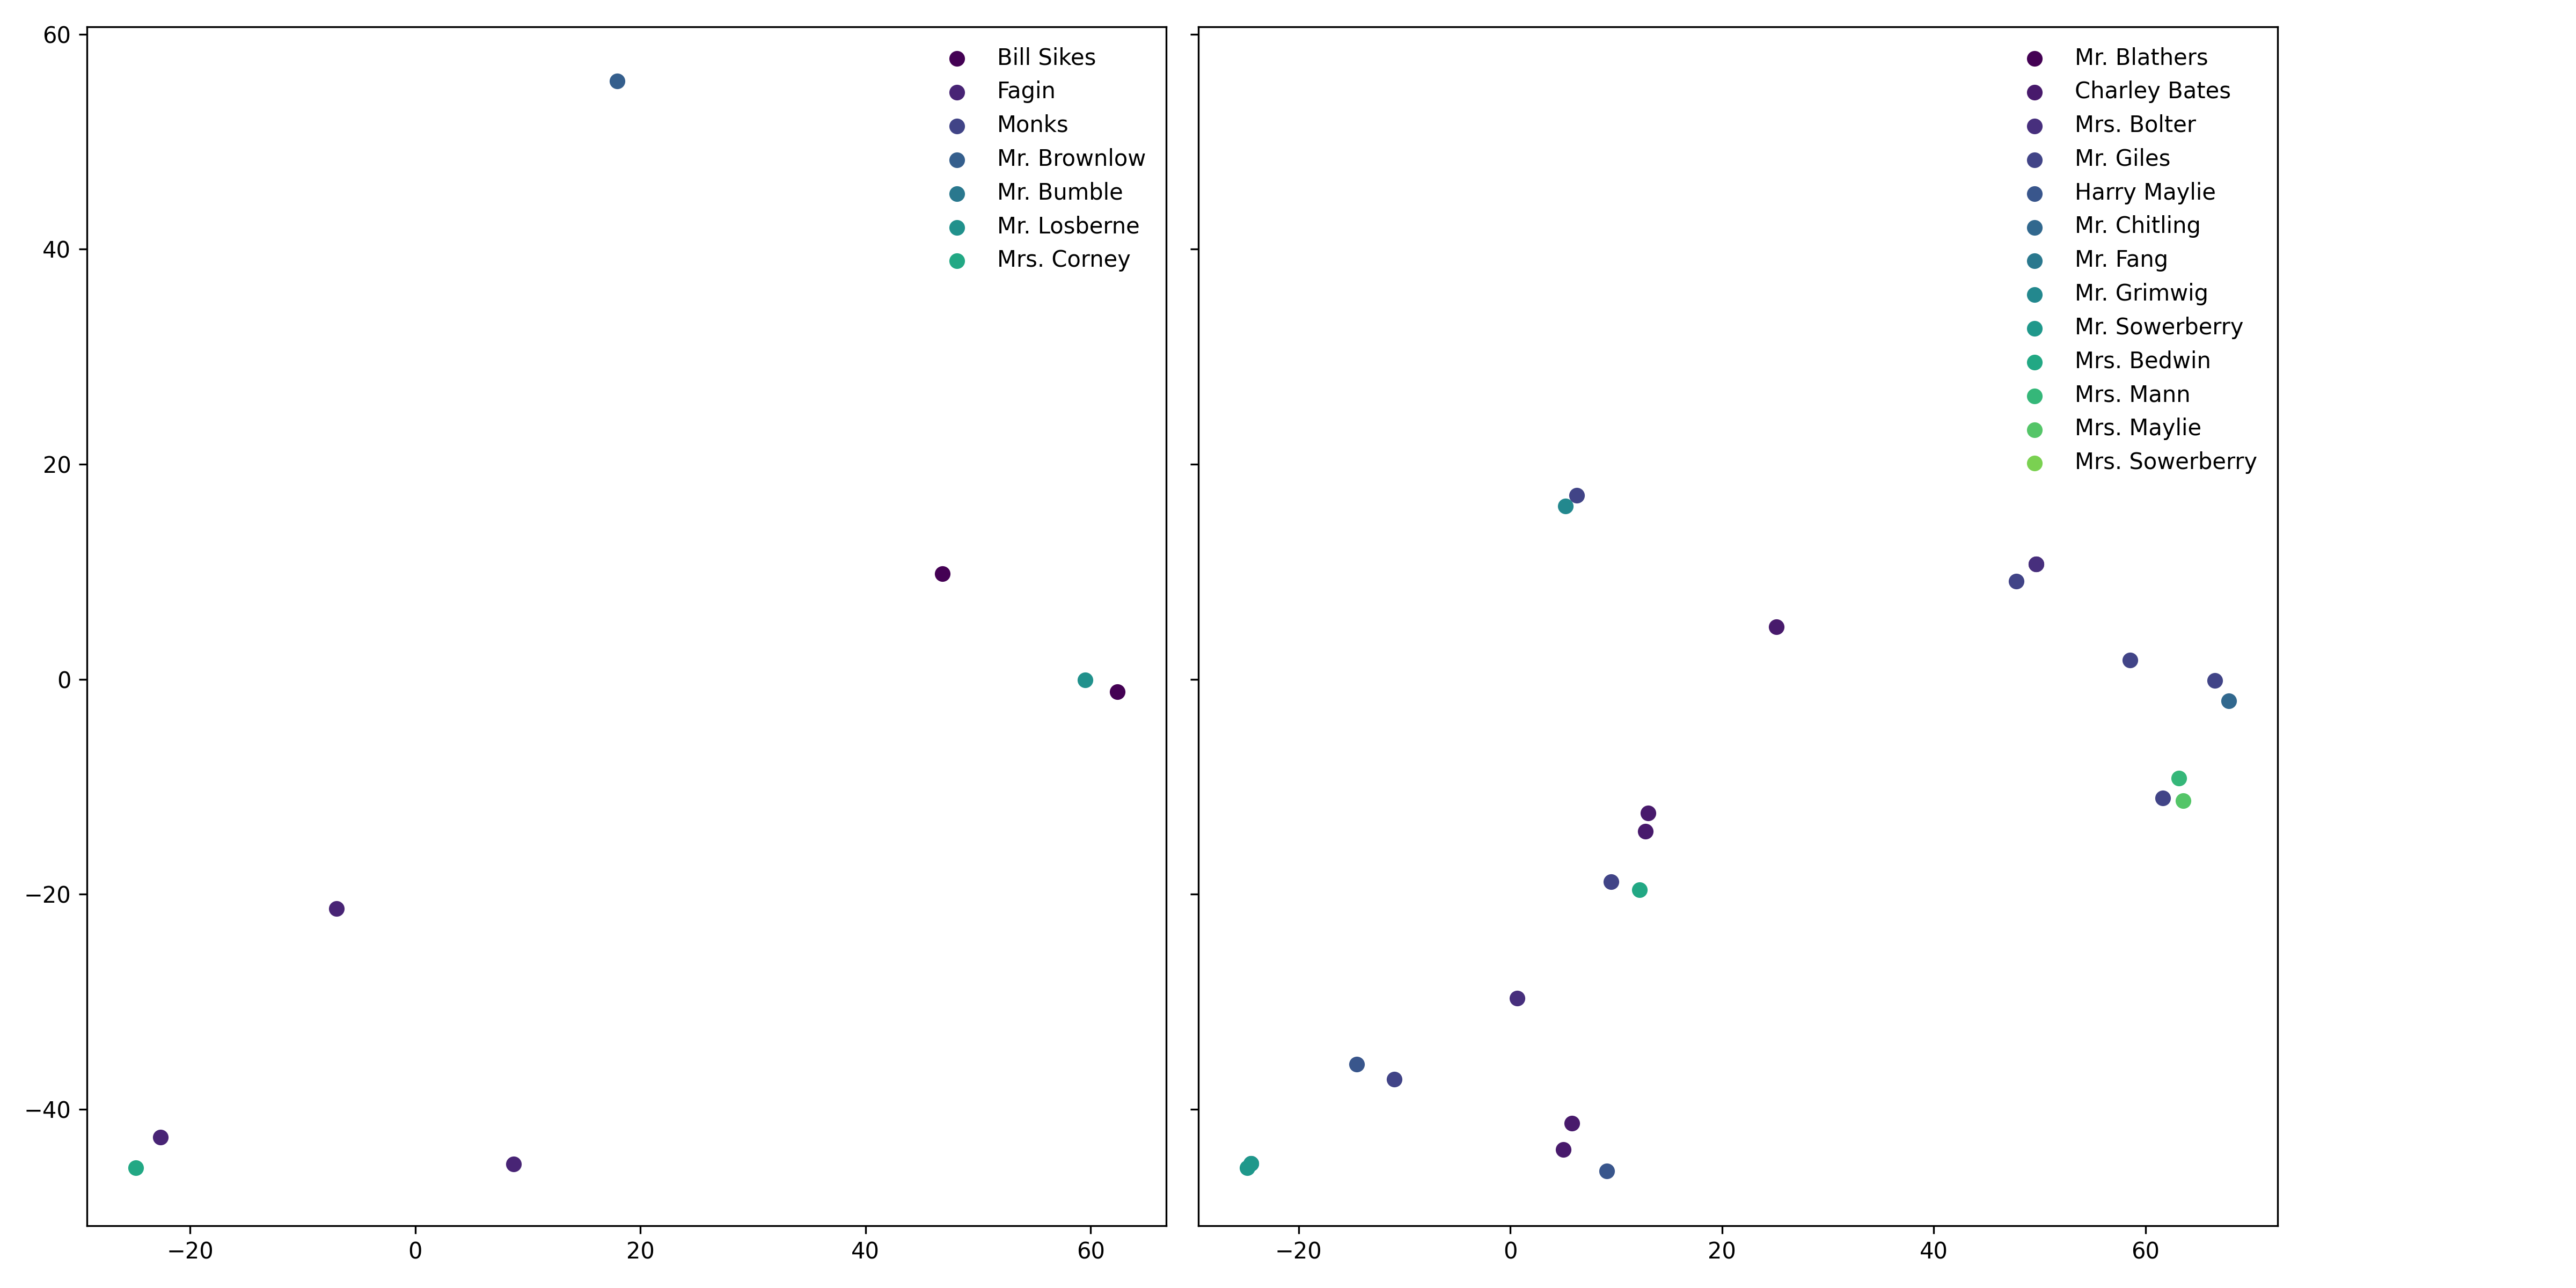 60
40
20
0
−20
−40
−20
0
20
40
60
Bill Sikes
Fagin
Monks
Mr. Brownlow
Mr. Bumble
Mr. Losberne
Mrs. Corney
−20
0
20
40
60
Mr. Blathers
Charley Bates
Mrs. Bolter
Mr. Giles
Harry Maylie
Mr. Chitling
Mr. Fang
Mr. Grimwig
Mr. Sowerberry
Mrs. Bedwin
Mrs. Mann
Mrs. Maylie
Mrs. Sowerberry